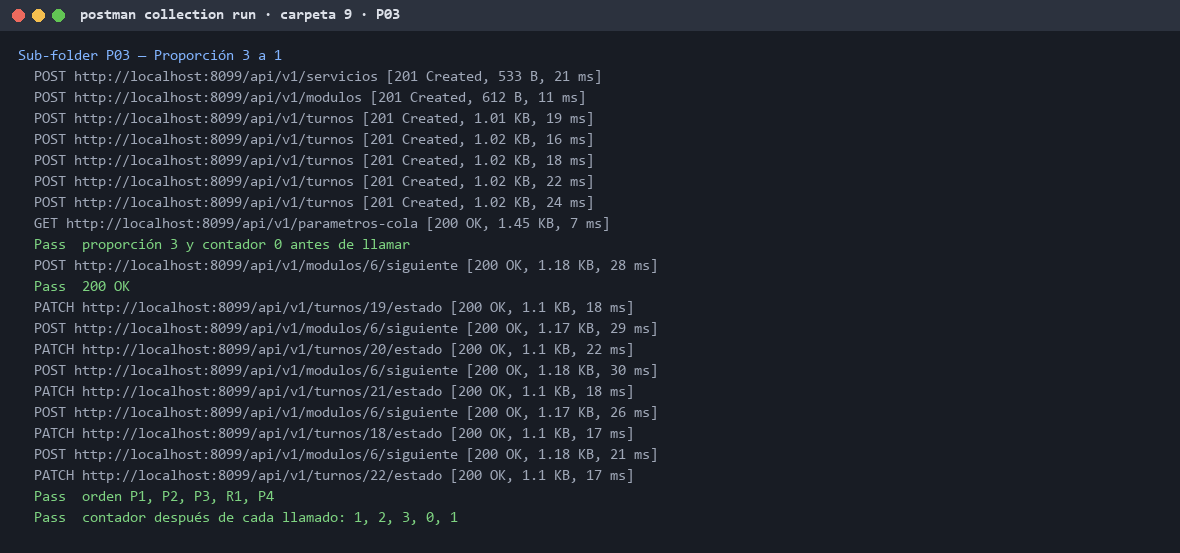 postman collection run · carpeta 9 · P03
Sub-folder P03 — Proporción 3 a 1
POST http://localhost:8099/api/v1/servicios [201 Created, 533 B, 21 ms]
POST http://localhost:8099/api/v1/modulos [201 Created, 612 B, 11 ms]
POST http://localhost:8099/api/v1/turnos [201 Created, 1.01 KB, 19 ms]
POST http://localhost:8099/api/v1/turnos [201 Created, 1.02 KB, 16 ms]
POST http://localhost:8099/api/v1/turnos [201 Created, 1.02 KB, 18 ms]
POST http://localhost:8099/api/v1/turnos [201 Created, 1.02 KB, 22 ms]
POST http://localhost:8099/api/v1/turnos [201 Created, 1.02 KB, 24 ms]
GET http://localhost:8099/api/v1/parametros-cola [200 OK, 1.45 KB, 7 ms]
Pass  proporción 3 y contador 0 antes de llamar
POST http://localhost:8099/api/v1/modulos/6/siguiente [200 OK, 1.18 KB, 28 ms]
Pass  200 OK
PATCH http://localhost:8099/api/v1/turnos/19/estado [200 OK, 1.1 KB, 18 ms]
POST http://localhost:8099/api/v1/modulos/6/siguiente [200 OK, 1.17 KB, 29 ms]
PATCH http://localhost:8099/api/v1/turnos/20/estado [200 OK, 1.1 KB, 22 ms]
POST http://localhost:8099/api/v1/modulos/6/siguiente [200 OK, 1.18 KB, 30 ms]
PATCH http://localhost:8099/api/v1/turnos/21/estado [200 OK, 1.1 KB, 18 ms]
POST http://localhost:8099/api/v1/modulos/6/siguiente [200 OK, 1.17 KB, 26 ms]
PATCH http://localhost:8099/api/v1/turnos/18/estado [200 OK, 1.1 KB, 17 ms]
POST http://localhost:8099/api/v1/modulos/6/siguiente [200 OK, 1.18 KB, 21 ms]
PATCH http://localhost:8099/api/v1/turnos/22/estado [200 OK, 1.1 KB, 17 ms]
Pass  orden P1, P2, P3, R1, P4
Pass  contador después de cada llamado: 1, 2, 3, 0, 1